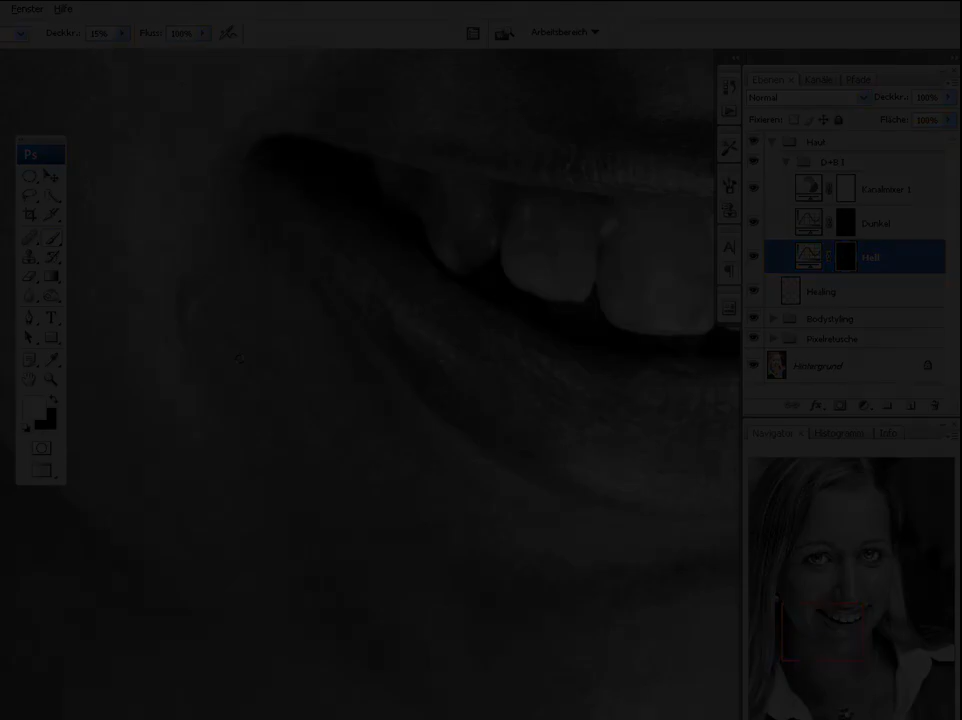 Fenster Hilfe
Deckkr.: 15% Fluss: 100% Arbeitsbereich
Ps
Ebenen × Kanäle Pfade
Normal Deckkr.: 100%
Fixieren: Fläche: 100%
Haut
D+B I
Kanalmixer 1
Dunkel
Hell
Healing
Bodystyling
Pixelretusche
Hintergrund
Navigator × Histogramm Info